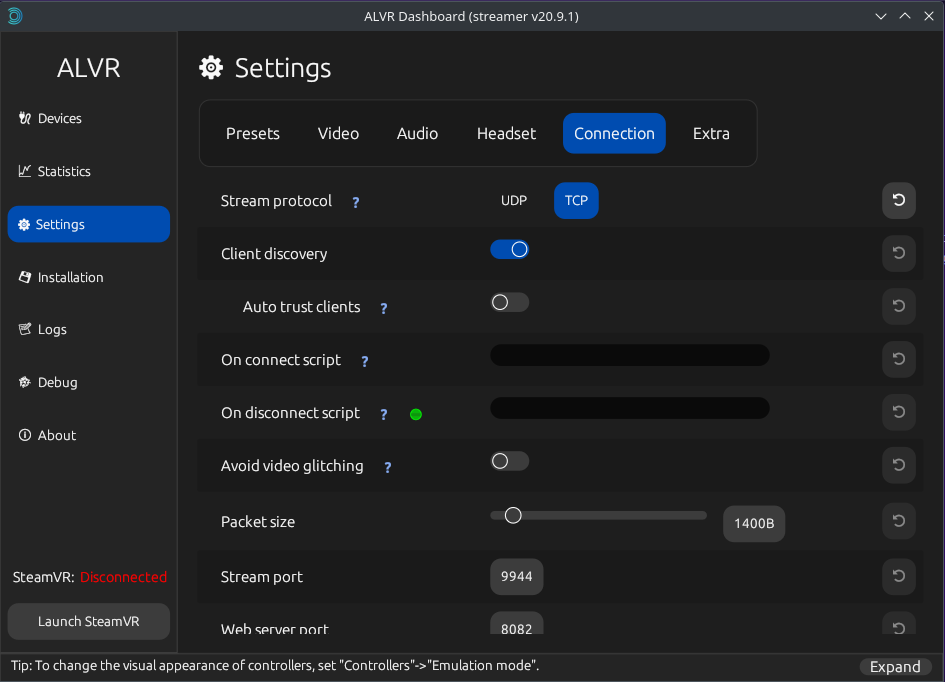 ALVR Dashboard (streamer v20.9.1)
ALVR
Devices
Statistics
Settings
Installation
Logs
Debug
About
SteamVR: Disconnected
Launch SteamVR
Settings
Presets Video Audio Headset Connection Extra
Stream protocol ? UDP TCP
Client discovery
Auto trust clients ?
On connect script ?
On disconnect script ?
Avoid video glitching ?
Packet size 1400B
Stream port 9944
Web server port 8082
Tip: To change the visual appearance of controllers, set "Controllers"->"Emulation mode".
Expand